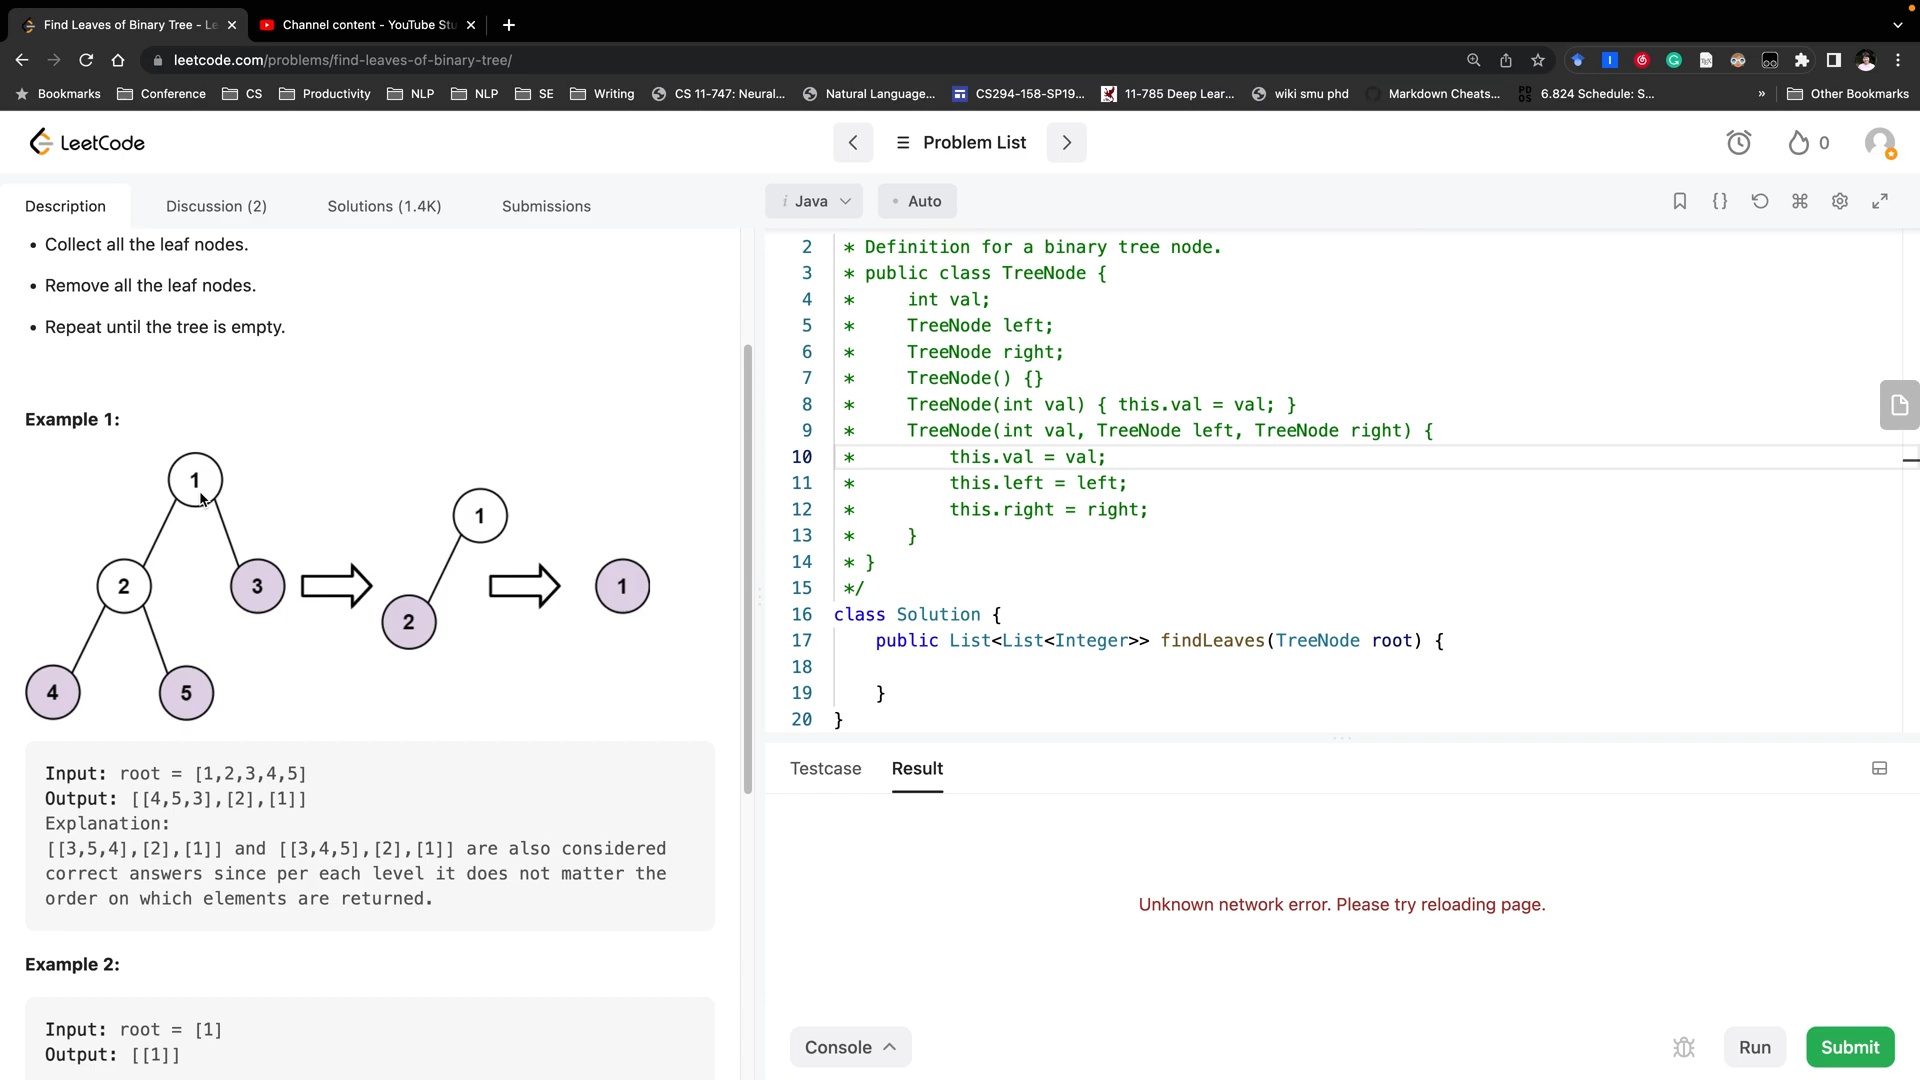 Find Leaves of Binary Tree - Le
Channel content - YouTube Stu
leetcode.com/problems/find-leaves-of-binary-tree/
Bookmarks Conference CS Productivity NLP NLP SE Writing CS 11-747: Neural... Natural Language... CS294-158-SP19... 11-785 Deep Lear... wiki smu phd Markdown Cheats... 6.824 Schedule: S... » Other Bookmarks
LeetCode
Problem List
0
Description Discussion (2) Solutions (1.4K) Submissions
• Collect all the leaf nodes.
• Remove all the leaf nodes.
• Repeat until the tree is empty.
Example 1:
1
1
2 3 1
2
4 5
Input: root = [1,2,3,4,5]
Output: [[4,5,3],[2],[1]]
Explanation:
[[3,5,4],[2],[1]] and [[3,4,5],[2],[1]] are also considered
correct answers since per each level it does not matter the
order on which elements are returned.
Example 2:
Input: root = [1]
Output: [[1]]
i Java • Auto
2 * Definition for a binary tree node.
3 * public class TreeNode {
4 * int val;
5 * TreeNode left;
6 * TreeNode right;
7 * TreeNode() {}
8 * TreeNode(int val) { this.val = val; }
9 * TreeNode(int val, TreeNode left, TreeNode right) {
10 * this.val = val;
11 * this.left = left;
12 * this.right = right;
13 * }
14 * }
15 */
16 class Solution {
17 public List<List<Integer>> findLeaves(TreeNode root) {
18
19 }
20 }
Testcase Result
Unknown network error. Please try reloading page.
Console Run Submit